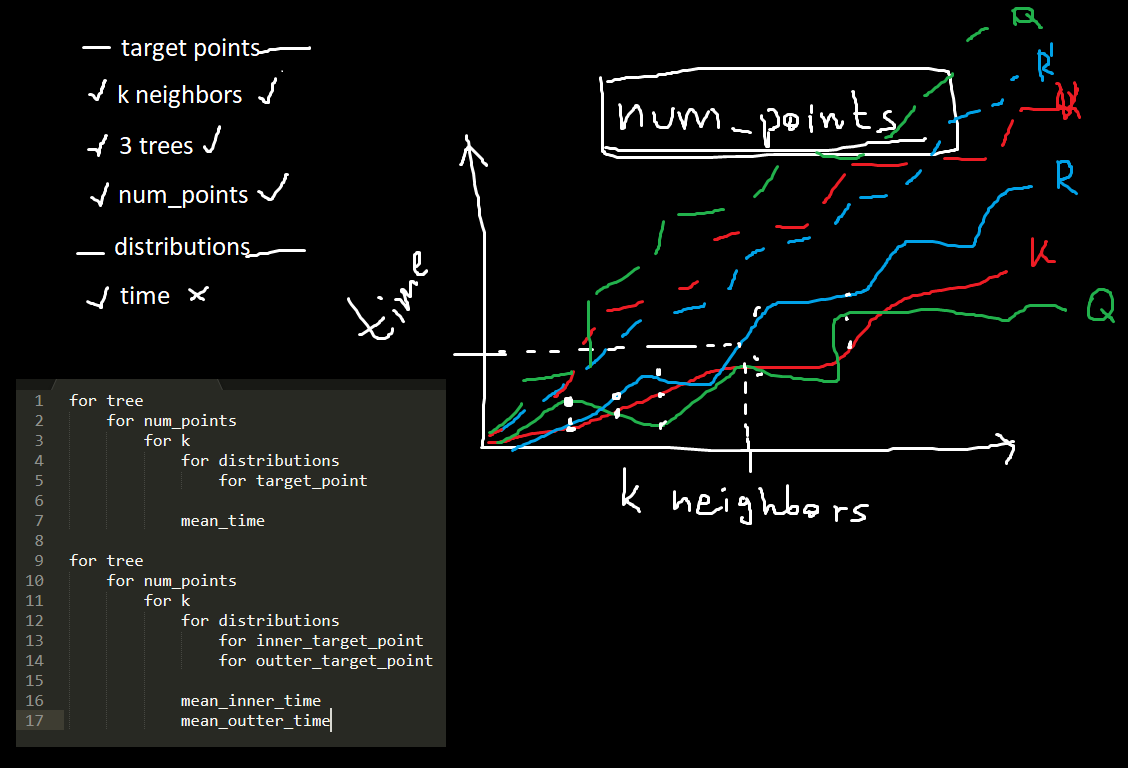 target points
k neighbors
3 trees
num_points
distributions
time
1 for tree
2 for num_points
3 for k
4 for distributions
5 for target_point
6
7 mean_time
8
9 for tree
10 for num_points
11 for k
12 for distributions
13 for inner_target_point
14 for outter_target_point
15
16 mean_inner_time
17 mean_outter_time
num_points
time
k neighbors
Q
R
K
R
K
Q